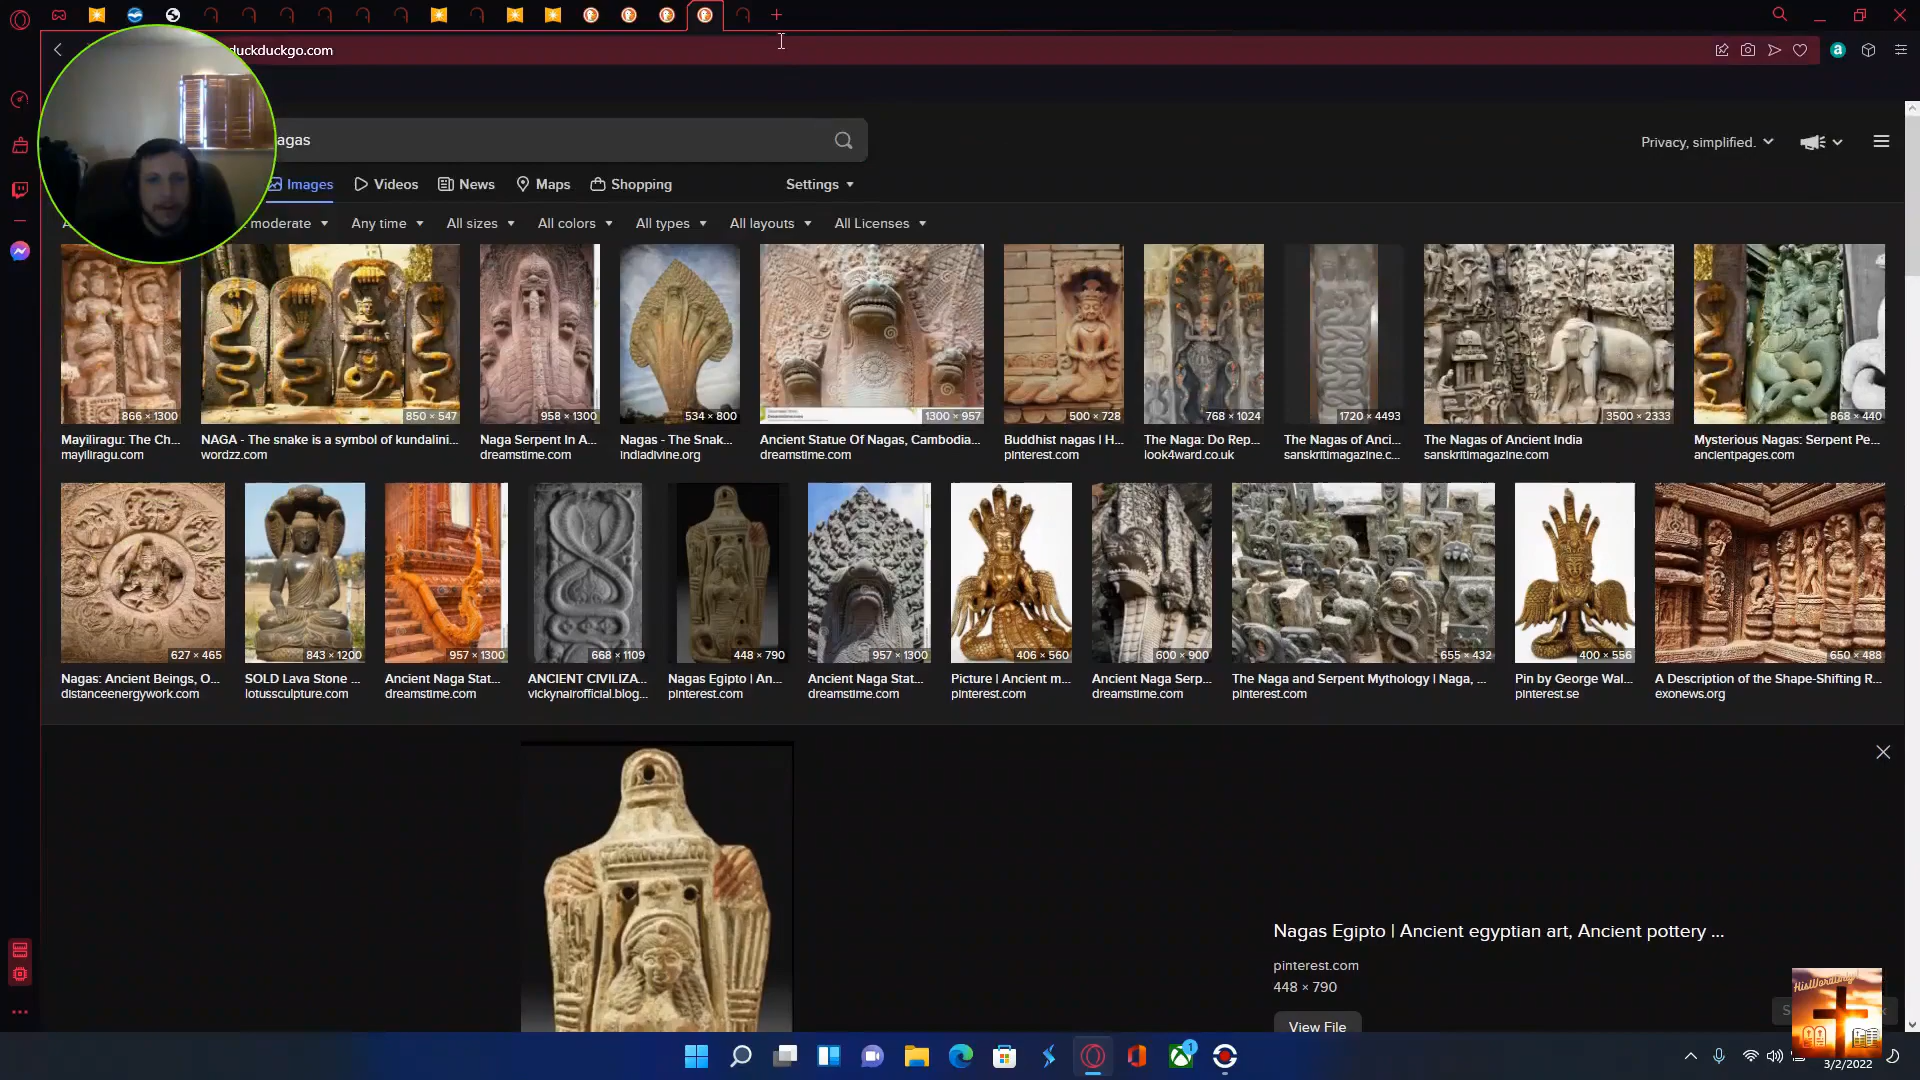 duckduckgo.com
agas
Privacy, simplified.
Images
Videos
News
Maps
Shopping
Settings
moderate
Any time
All sizes
All colors
All types
All layouts
All Licenses
866 × 1300
850 × 547
958 × 1300
534 × 800
1300 × 957
500 × 728
768 × 1024
1720 × 4493
3500 × 2333
868 × 440
Mayiliragu: The Ch...
NAGA - The snake is a symbol of kundalini...
Naga Serpent In A...
Nagas - The Snak...
Ancient Statue Of Nagas, Cambodia...
Buddhist nagas | H...
The Naga: Do Rep...
The Nagas of Anci...
The Nagas of Ancient India
Mysterious Nagas: Serpent Pe...
mayiliragu.com
wordzz.com
dreamstime.com
indiadivine.org
dreamstime.com
pinterest.com
look4ward.co.uk
sanskritimagazine.c...
sanskritimagazine.com
ancientpages.com
627 × 465
843 × 1200
957 × 1300
668 × 1109
448 × 790
957 × 1300
406 × 560
600 × 900
655 × 432
400 × 556
650 × 488
Nagas: Ancient Beings, O...
SOLD Lava Stone ...
Ancient Naga Stat...
ANCIENT CIVILIZA...
Nagas Egipto | An...
Ancient Naga Stat...
Picture | Ancient m...
Ancient Naga Serp...
The Naga and Serpent Mythology | Naga, ...
Pin by George Wal...
A Description of the Shape-Shifting R...
distanceenergywork.com
lotussculpture.com
dreamstime.com
vickynairofficial.blog...
pinterest.com
dreamstime.com
pinterest.com
dreamstime.com
pinterest.com
pinterest.se
exonews.org
Nagas Egipto | Ancient egyptian art, Ancient pottery ...
pinterest.com
448 × 790
View File
3/2/2022